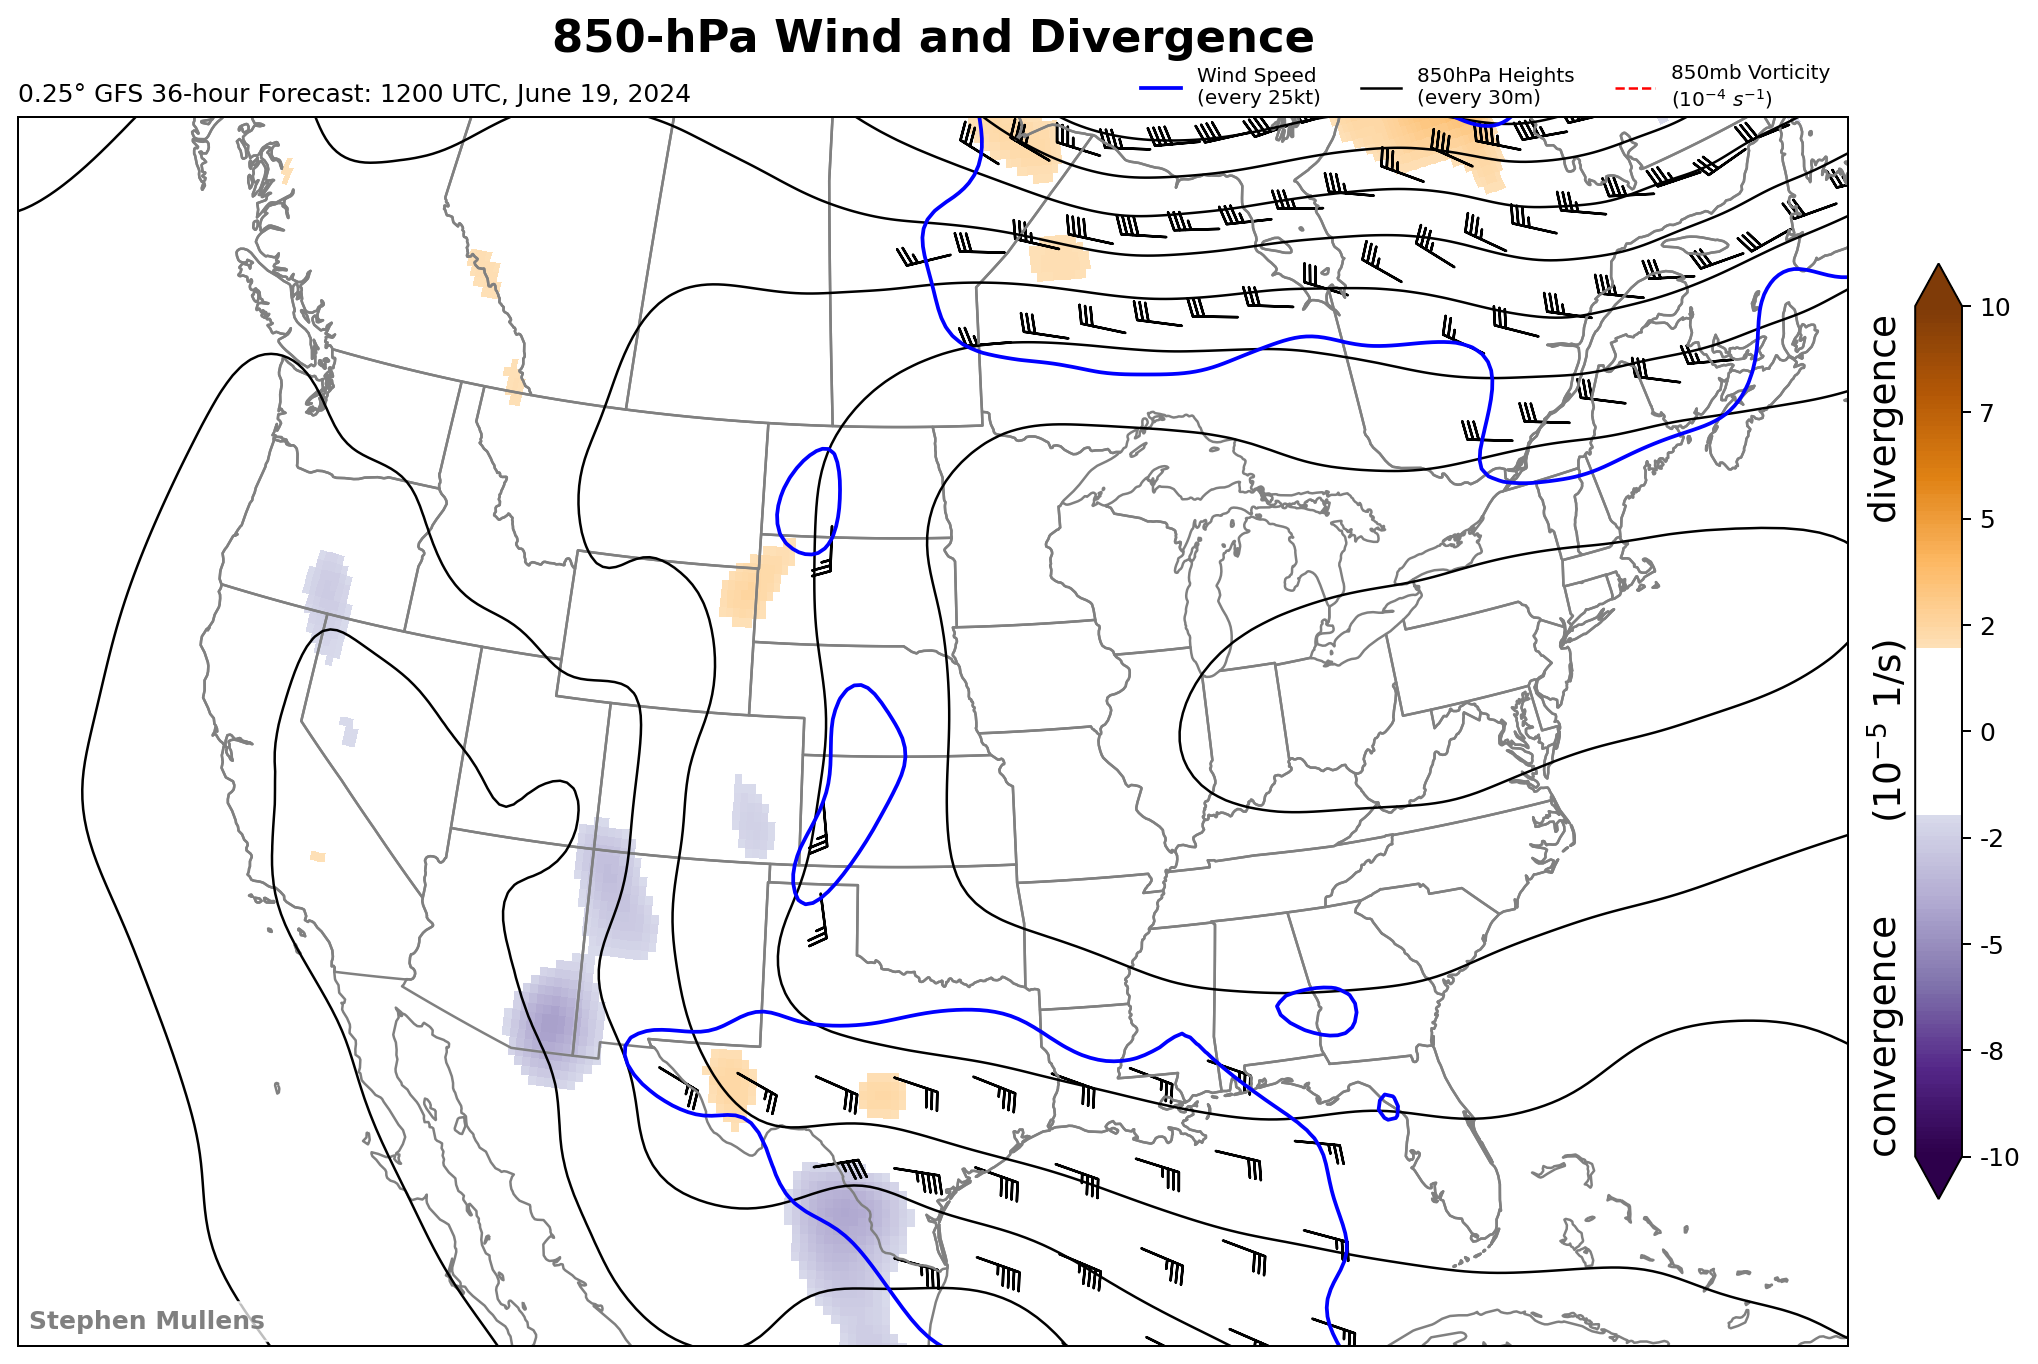 850-hPa Wind and Divergence
0.25° GFS 36-hour Forecast: 1200 UTC, June 19, 2024
Wind Speed
(every 25kt)
850hPa Heights
(every 30m)
850mb Vorticity
(10⁻⁴ s⁻¹)
10
7
5
2
0
-2
-5
-8
-10
convergence (10⁻⁵ 1/s) divergence
Stephen Mullens